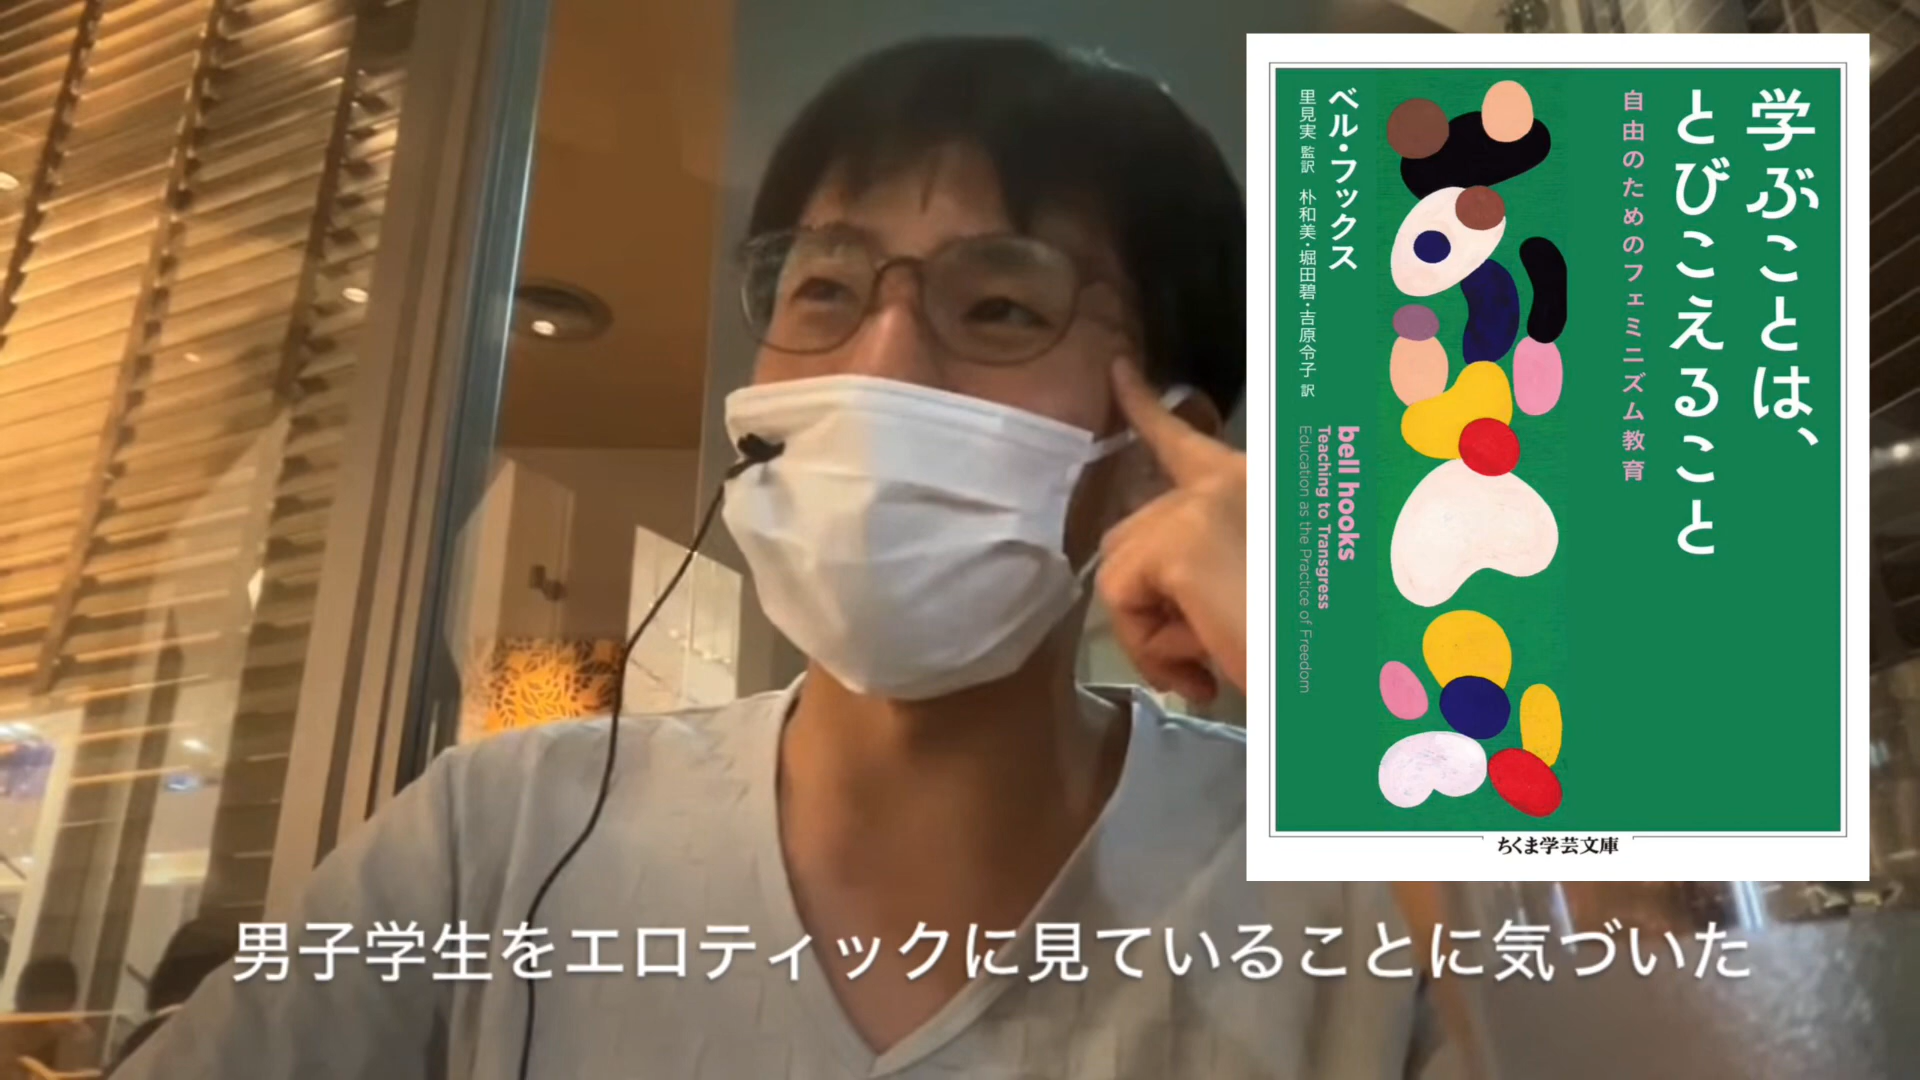 学ぶことは、
とびこえること
自由のためのフェミニズム教育
ベル・フックス
里見実 監訳 朴和美・堀田碧・吉原令子 訳
bell hooks
Teaching to Transgress
Education as the Practice of Freedom
ちくま学芸文庫
男子学生をエロティックに見ていることに気づいた